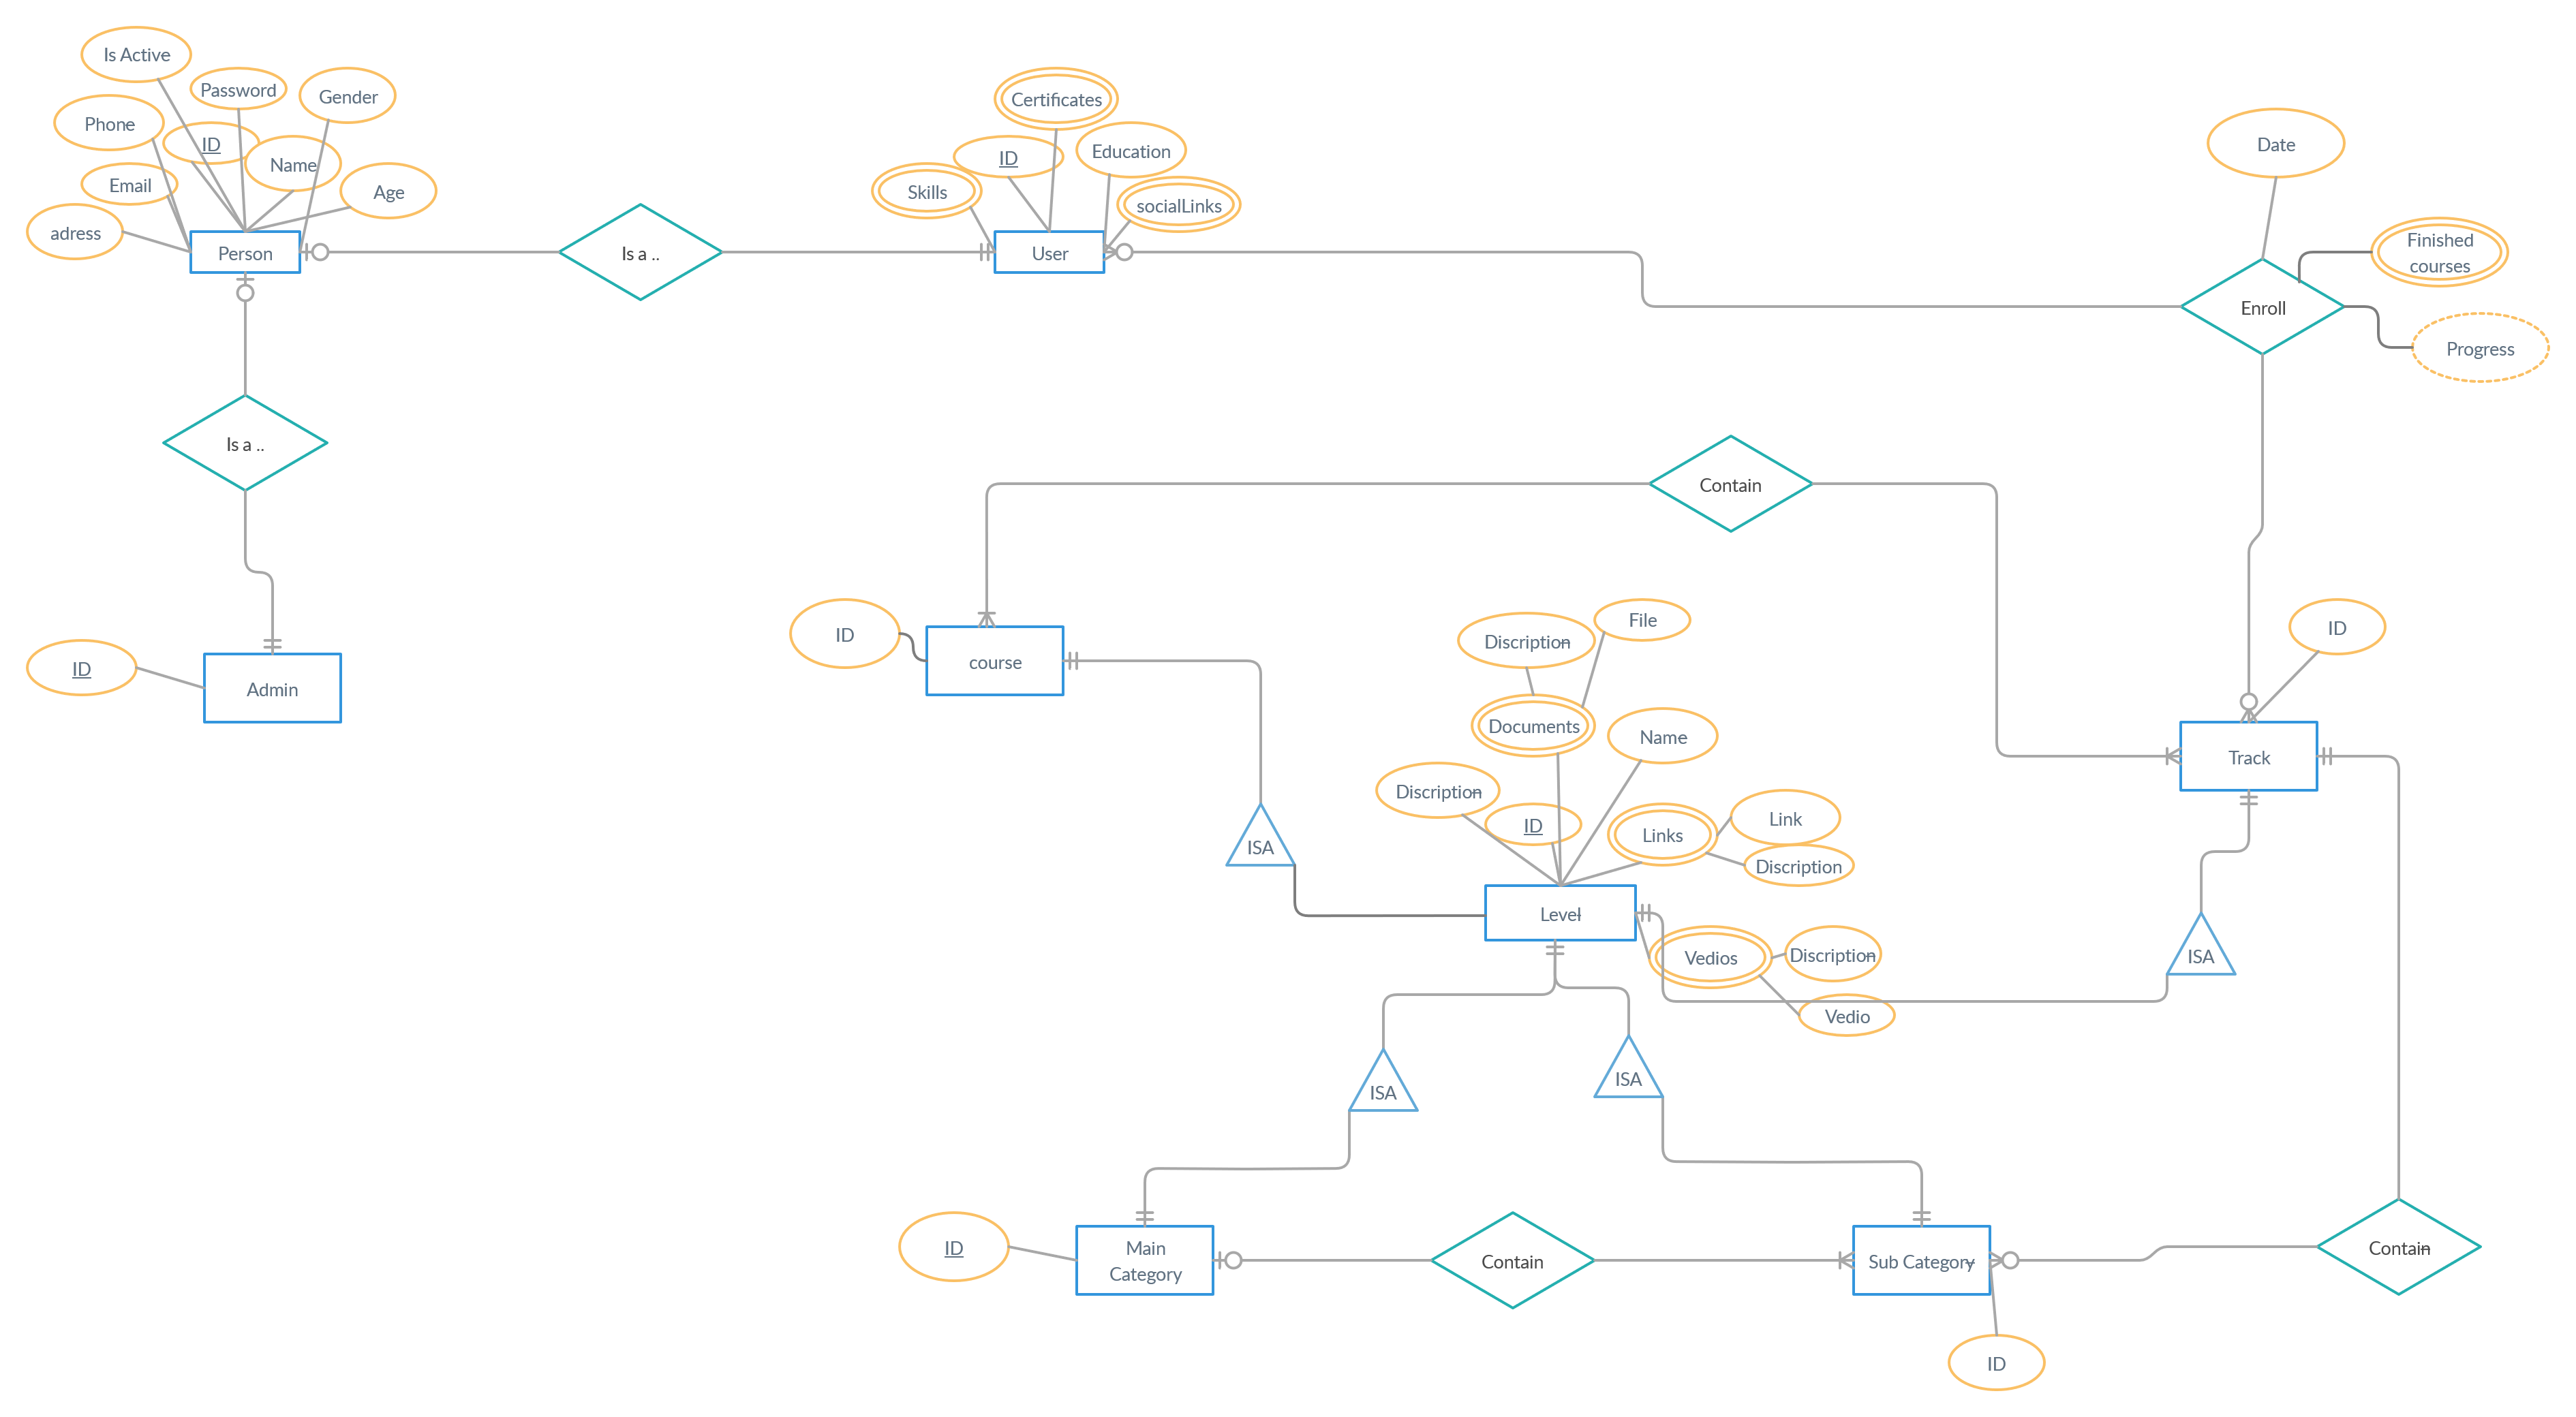 Is Active
Password
Gender
Phone
ID
Name
Email
Age
adress
Person
Is a ..
Certificates
ID
Education
Skills
socialLinks
User
Date
Finished
courses
Enroll
Progress
Is a ..
Contain
ID
Admin
ID
course
Discription
File
Documents
Name
Discription
ID
Links
Link
Discription
ISA
Level
Vedios
Discription
Vedio
ID
Track
ISA
ISA
ISA
ID
Main
Category
Contain
Sub Category
Contain
ID